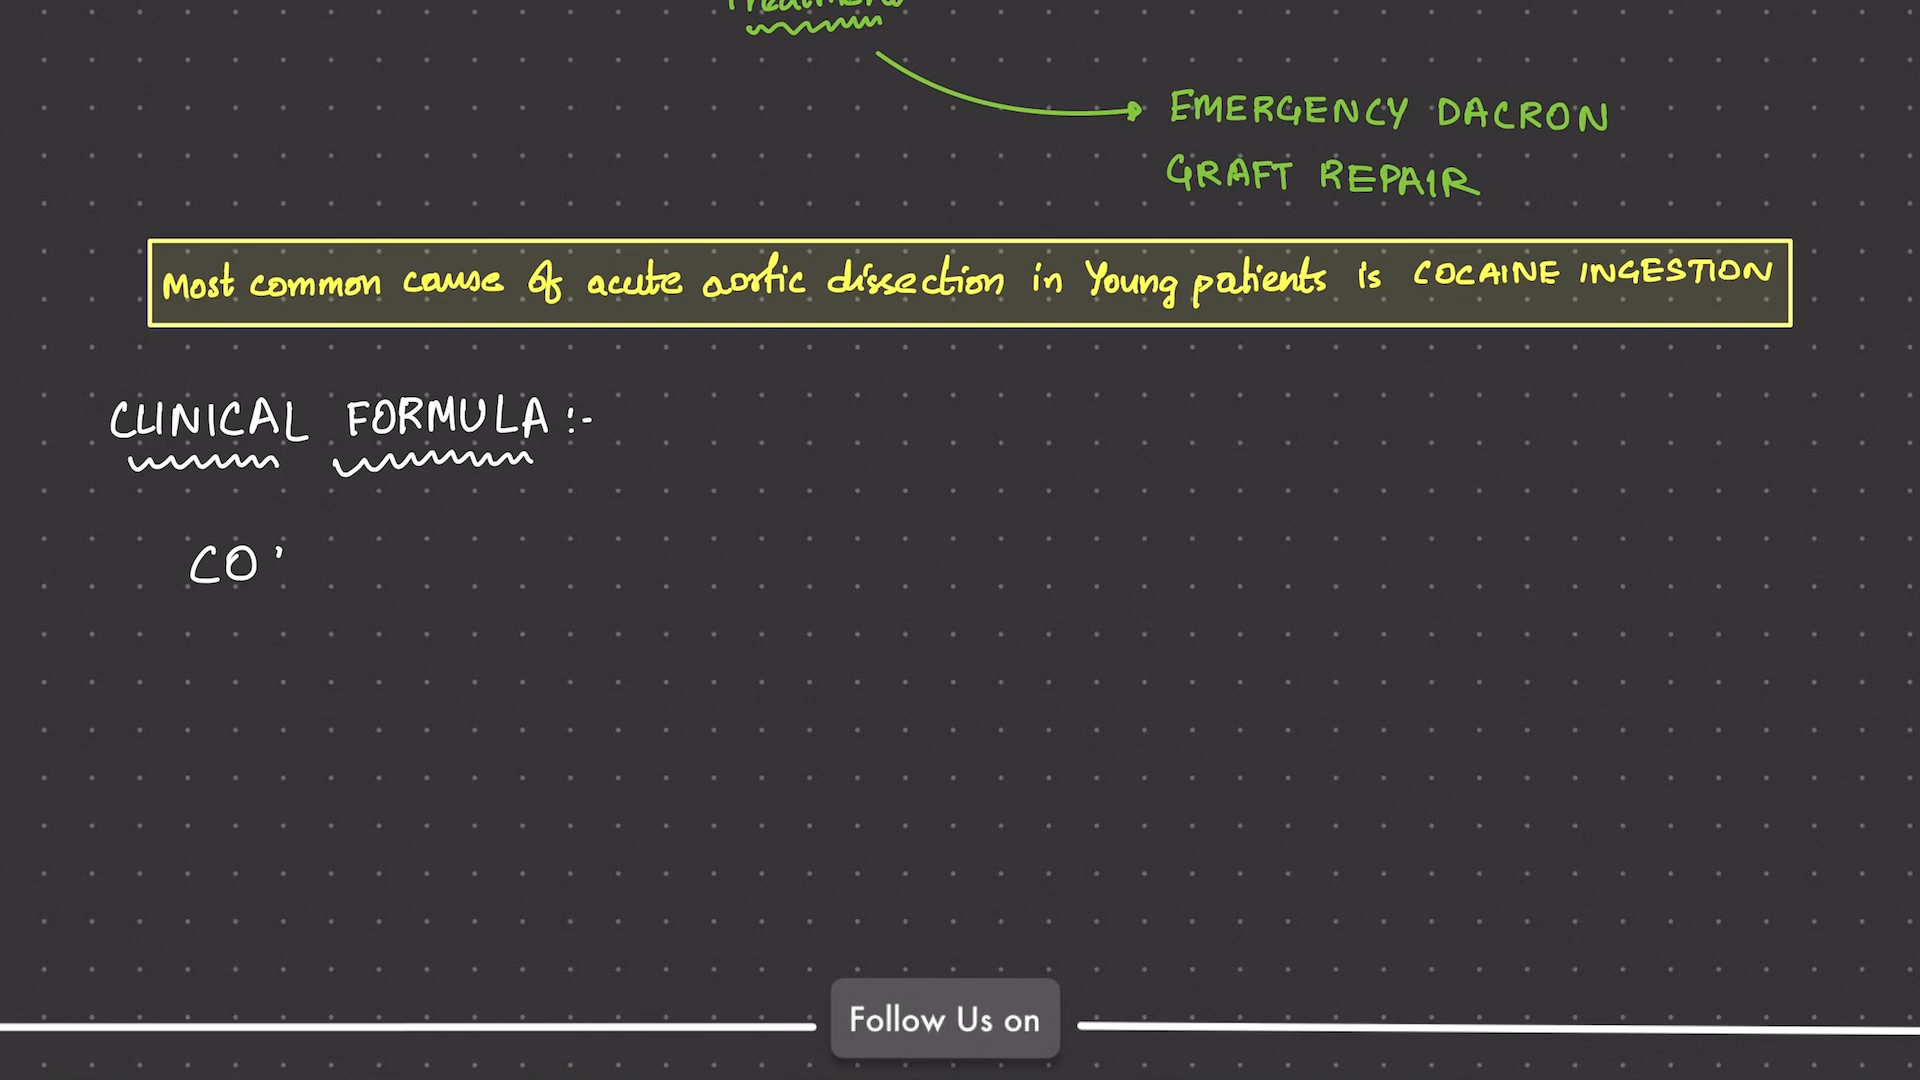 Treatment
EMERGENCY DACRON
GRAFT REPAIR
Most common cause of acute aortic dissection in Young patients is COCAINE INGESTION
CLINICAL FORMULA :-
CO
Follow Us on